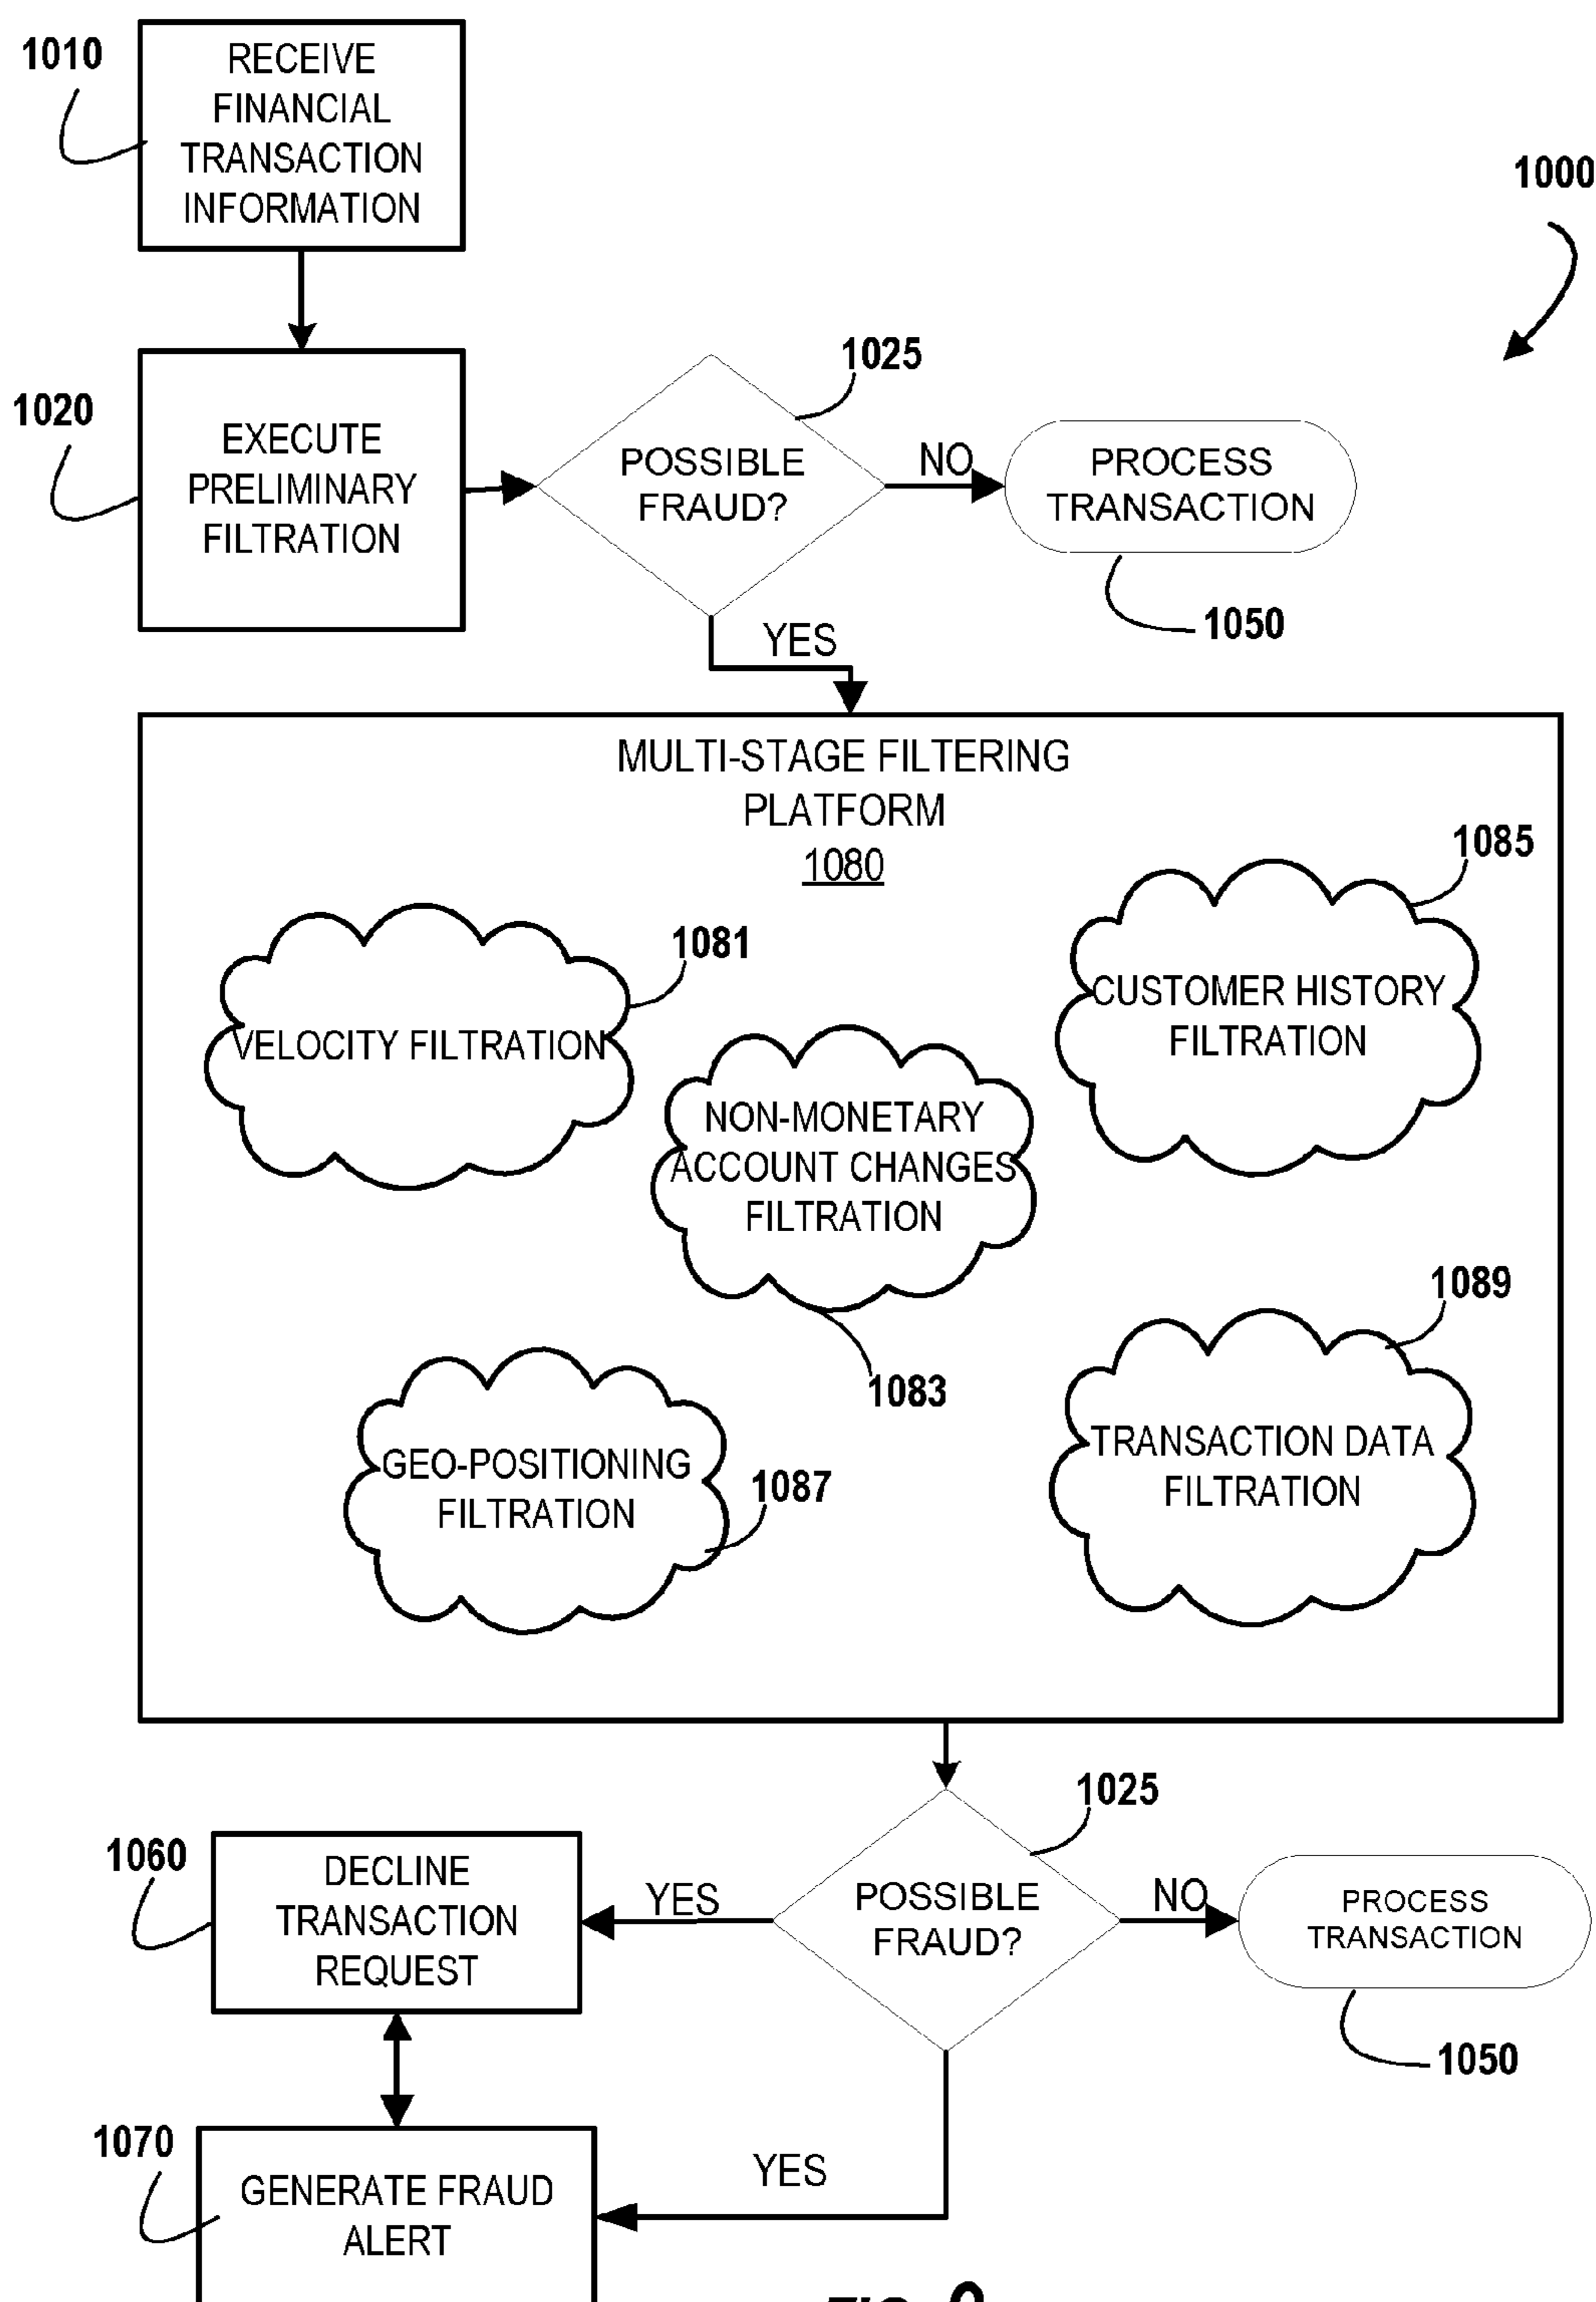 1010
RECEIVE
FINANCIAL
TRANSACTION
INFORMATION
1000
1020
EXECUTE
PRELIMINARY
FILTRATION
1025
POSSIBLE
FRAUD?
NO
PROCESS
TRANSACTION
1050
YES
MULTI-STAGE FILTERING
PLATFORM
1080
1085
CUSTOMER HISTORY
FILTRATION
1081
VELOCITY FILTRATION
NON-MONETARY
ACCOUNT CHANGES
FILTRATION
1083
1089
TRANSACTION DATA
FILTRATION
GEO-POSITIONING
FILTRATION
1087
1025
POSSIBLE
FRAUD?
YES
NO
PROCESS
TRANSACTION
1050
1060
DECLINE
TRANSACTION
REQUEST
1070
GENERATE FRAUD
ALERT
YES